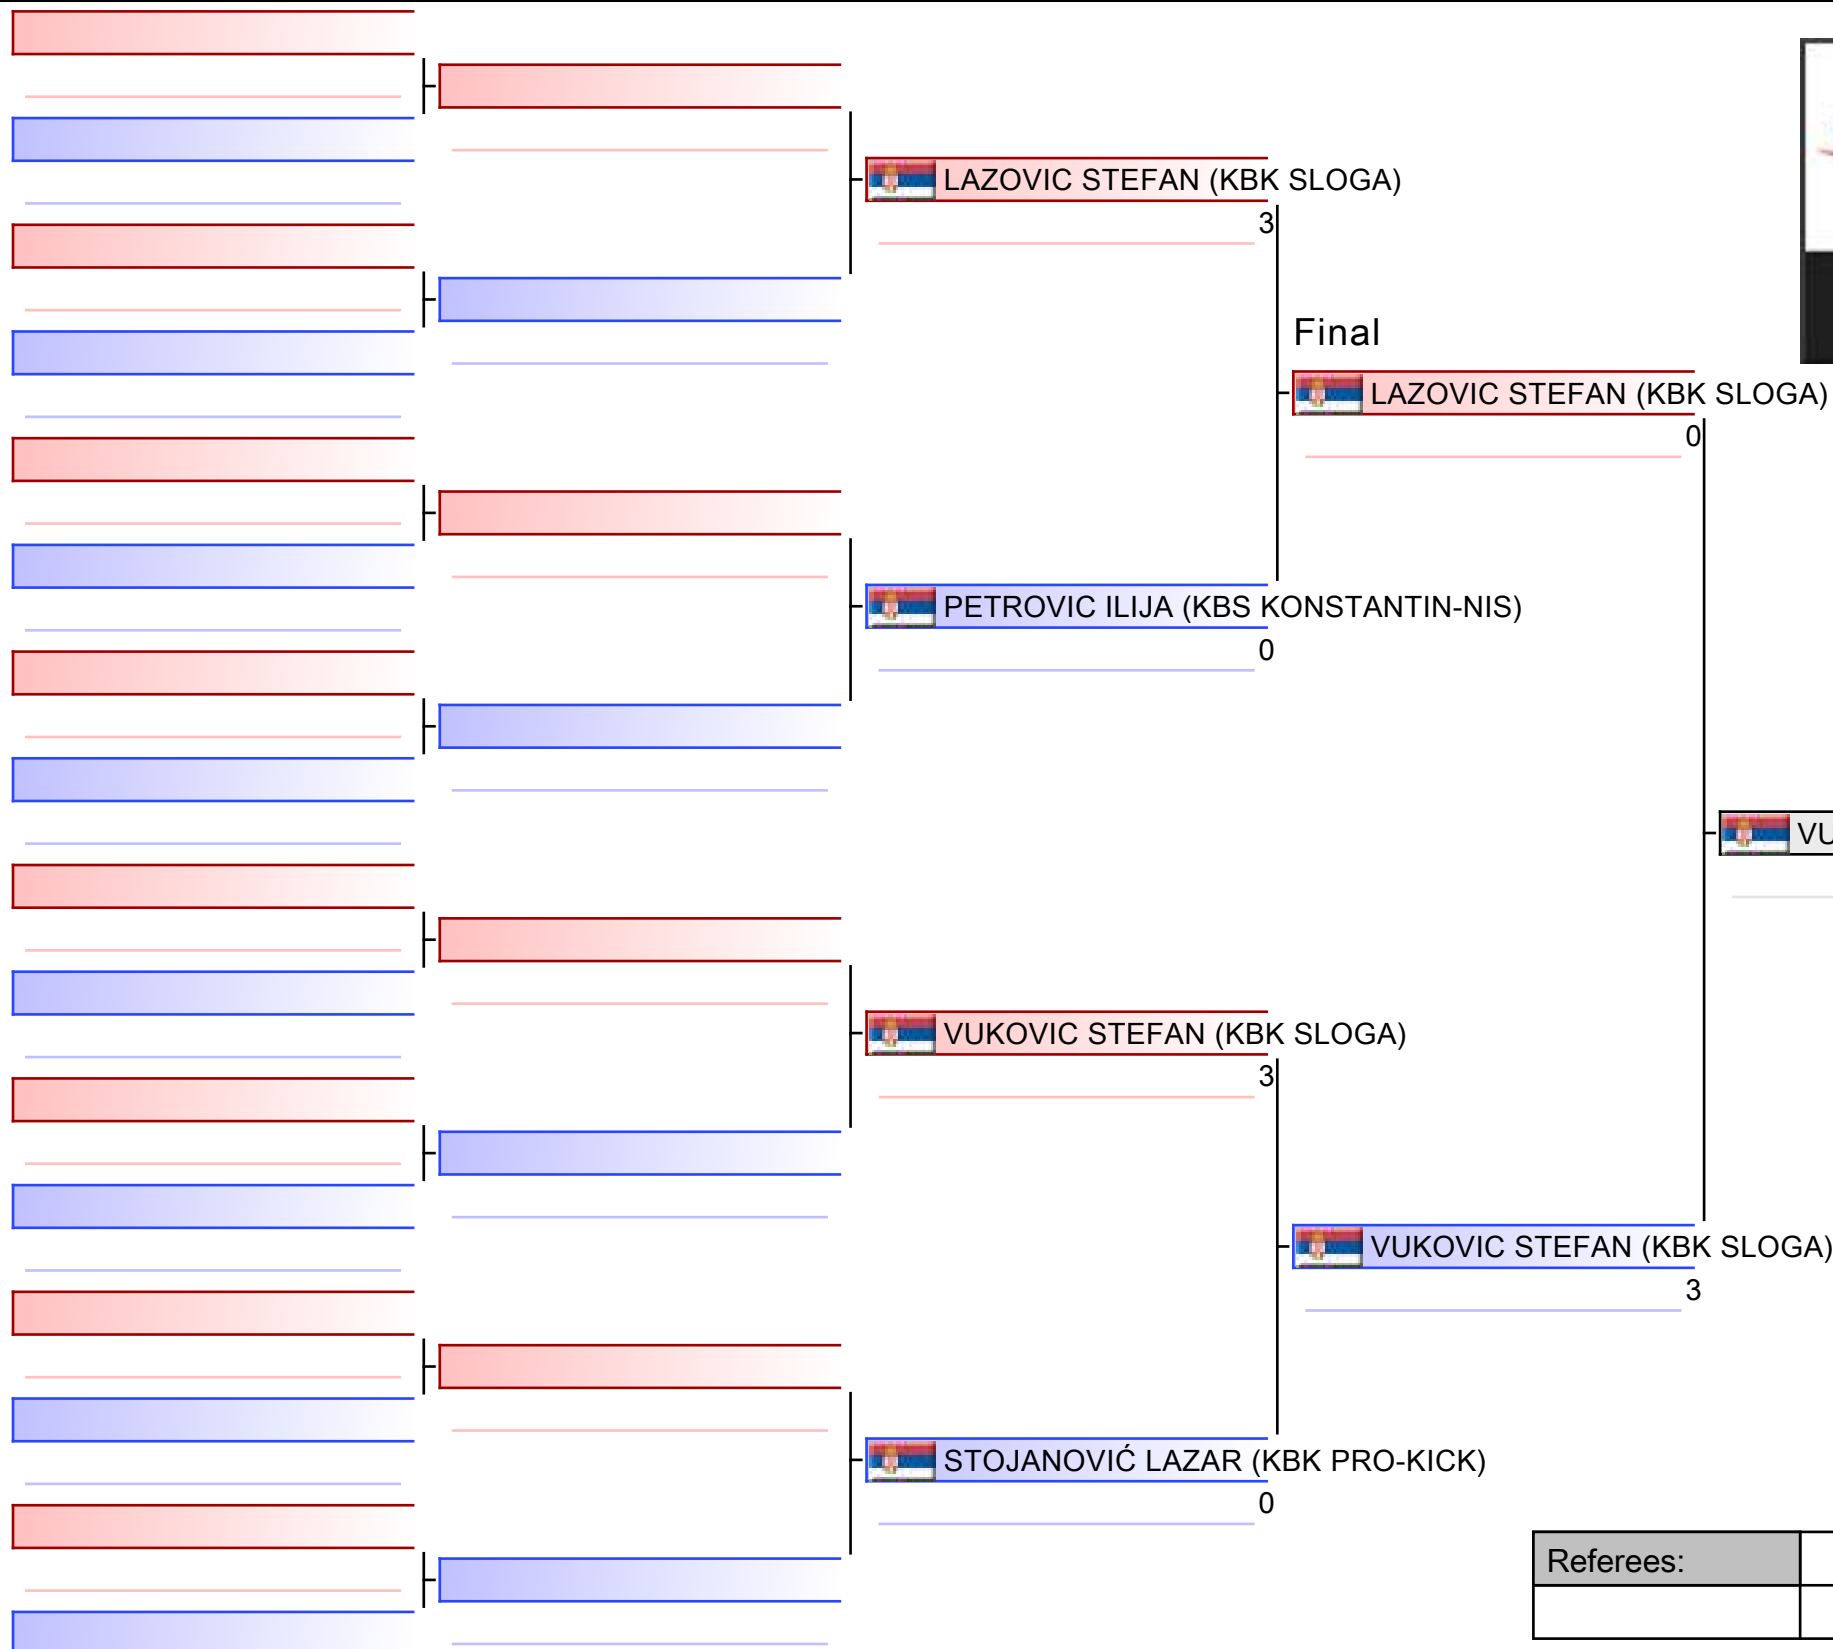 LAZOVIC STEFAN (KBK SLOGA)
3
Final
LAZOVIC STEFAN (KBK SLOGA)
0
PETROVIC ILIJA (KBS KONSTANTIN-NIS)
0
VU
VUKOVIC STEFAN (KBK SLOGA)
3
VUKOVIC STEFAN (KBK SLOGA)
3
STOJANOVIĆ LAZAR (KBK PRO-KICK)
0
Referees: